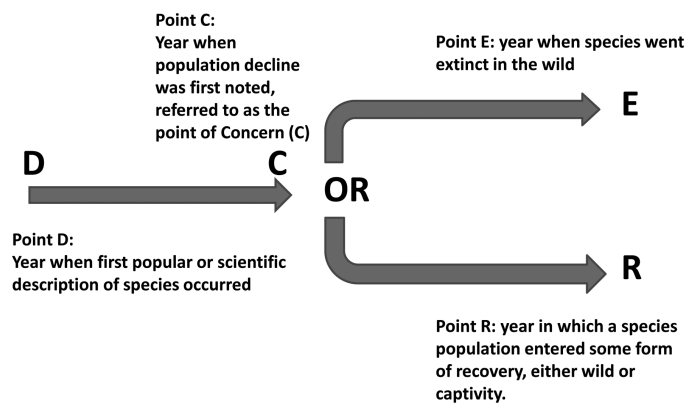 Point C:
Year when
population decline
was first noted,
referred to as the
point of Concern (C)
Point E: year when species went
extinct in the wild
E
D
C
OR
Point D:
Year when first popular or scientific
description of species occurred
R
Point R: year in which a species
population entered some form
of recovery, either wild or
captivity.